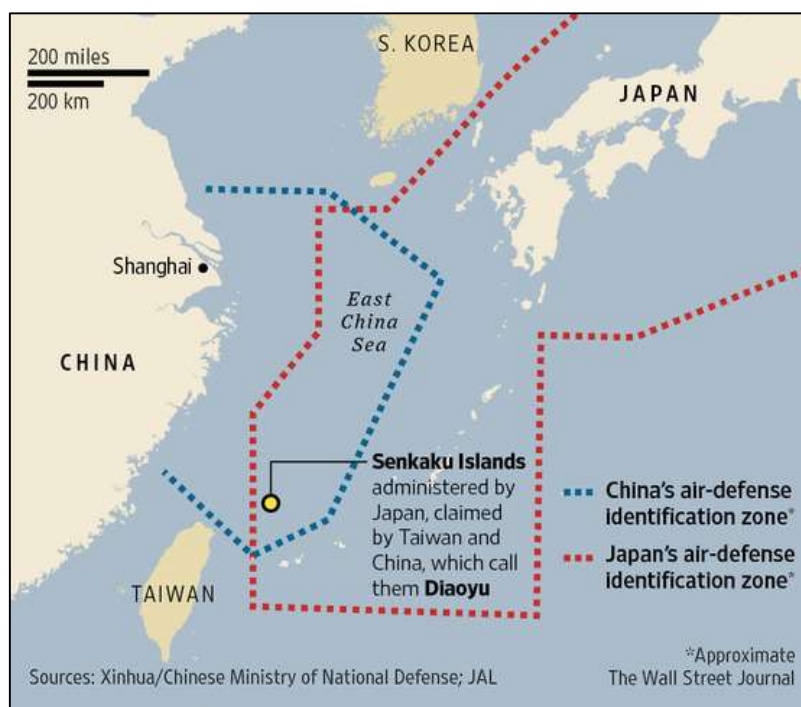 200 miles
200 km
S. KOREA
JAPAN
Shanghai
East
China
Sea
CHINA
Senkaku Islands
administered by
Japan, claimed
by Taiwan and
China, which call
them Diaoyu
China's air-defense
identification zone*
Japan's air-defense
identification zone*
TAIWAN
*Approximate
Sources: Xinhua/Chinese Ministry of National Defense; JAL
The Wall Street Journal